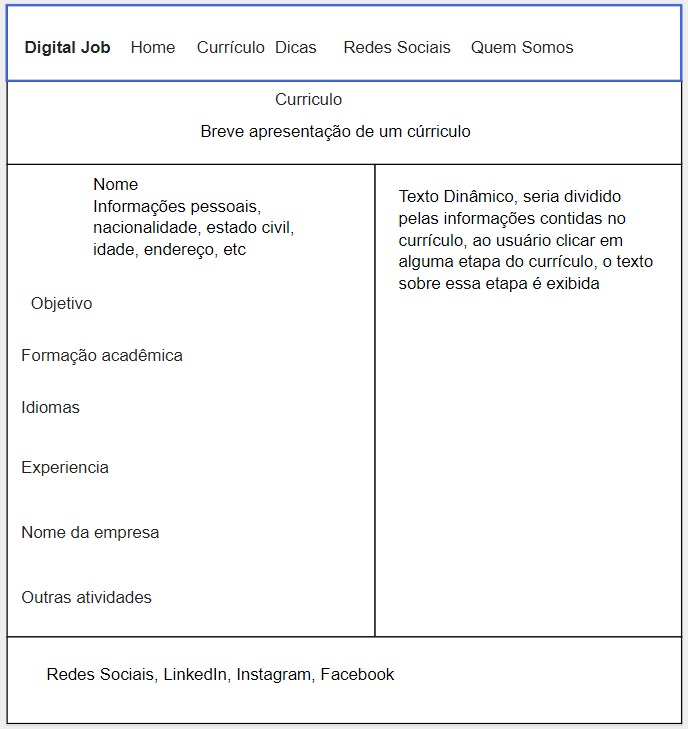 Digital Job Home Currículo Dicas Redes Sociais Quem Somos
Curriculo
Breve apresentação de um cúrriculo
Nome
Informações pessoais,
nacionalidade, estado civil,
idade, endereço, etc
Objetivo
Formação acadêmica
Idiomas
Experiencia
Nome da empresa
Outras atividades
Texto Dinâmico, seria dividido
pelas informações contidas no
currículo, ao usuário clicar em
alguma etapa do currículo, o texto
sobre essa etapa é exibida
Redes Sociais, LinkedIn, Instagram, Facebook